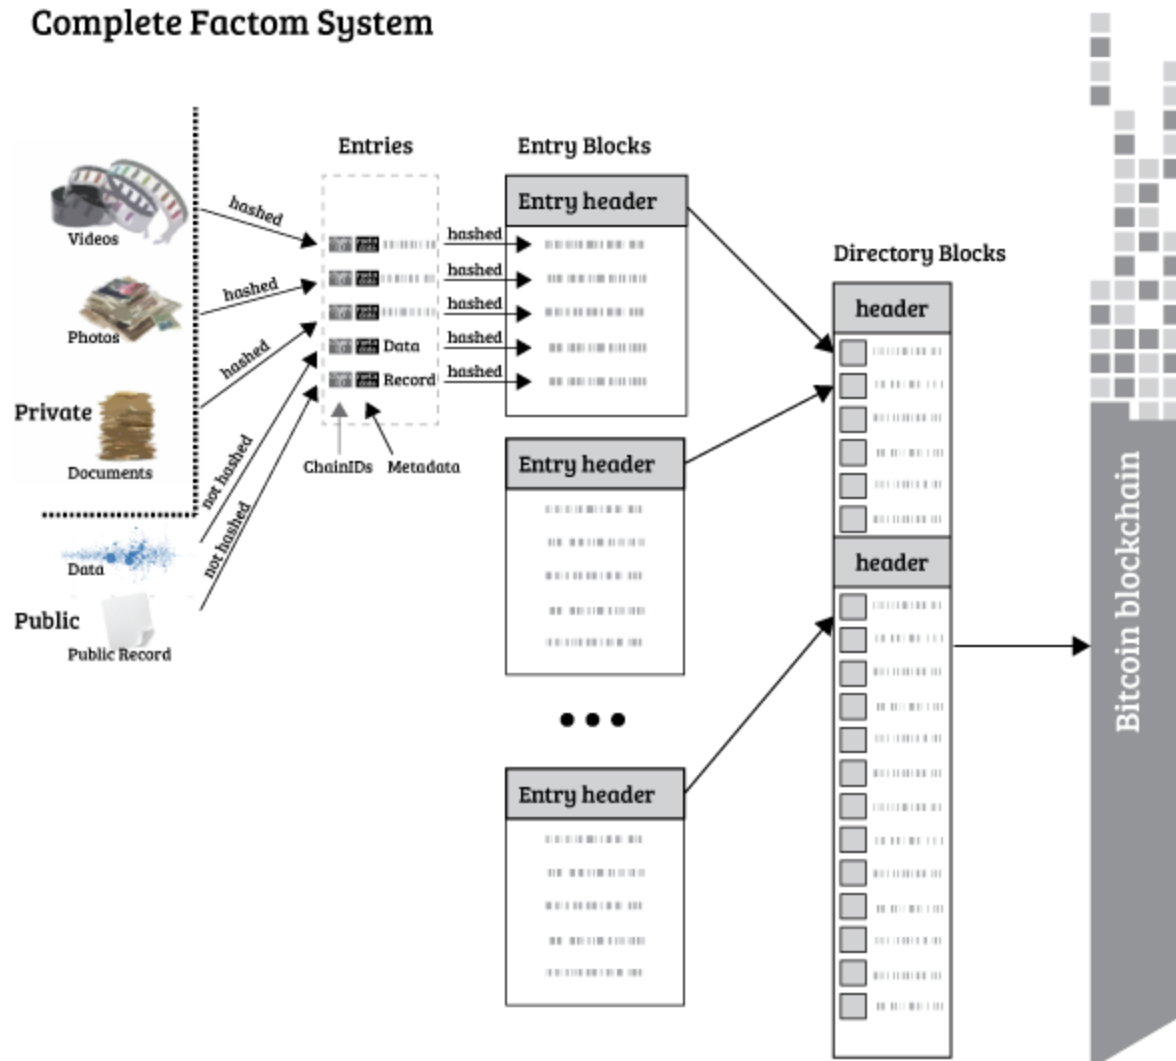 Complete Factom System
Entries
Entry Blocks
Directory Blocks
Videos
Photos
Private
Documents
Data
Public
Public Record
hashed
hashed
hashed
not hashed
not hashed
Data
Record
ChainIDs
Metadata
hashed
hashed
hashed
hashed
hashed
Entry header
Entry header
Entry header
header
header
Bitcoin blockchain